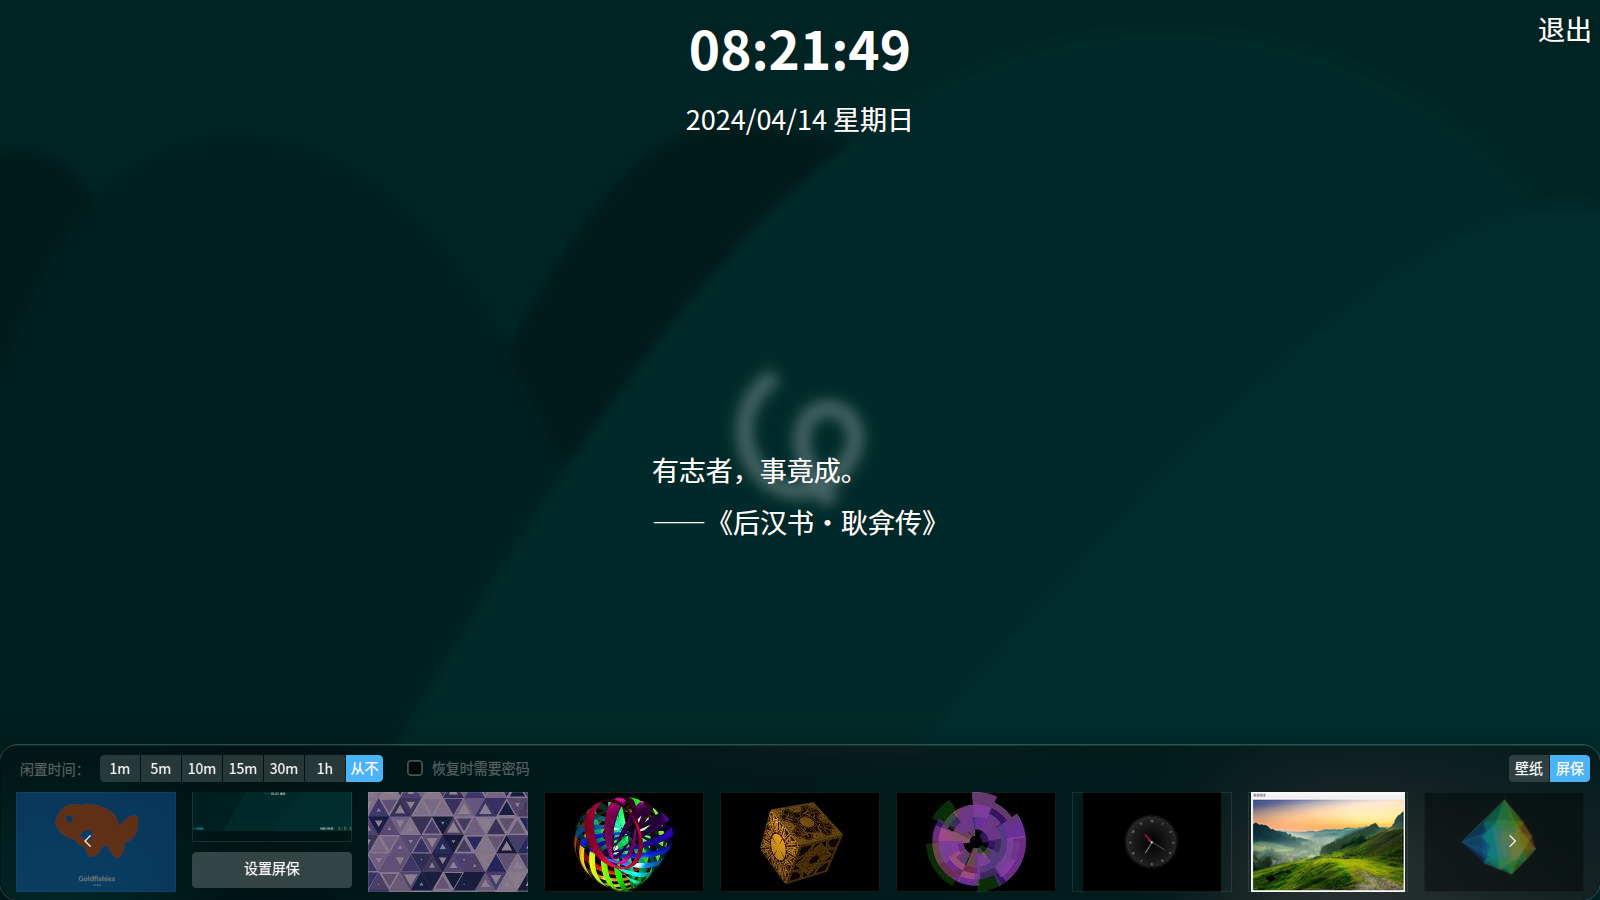 08:21:49
退出
2024/04/14 星期日
有志者，事竟成。
——《后汉书·耿弇传》
闲置时间：
1m
5m
10m
15m
30m
1h
从不
恢复时需要密码
壁纸
屏保
Goldfishies
设置屏保